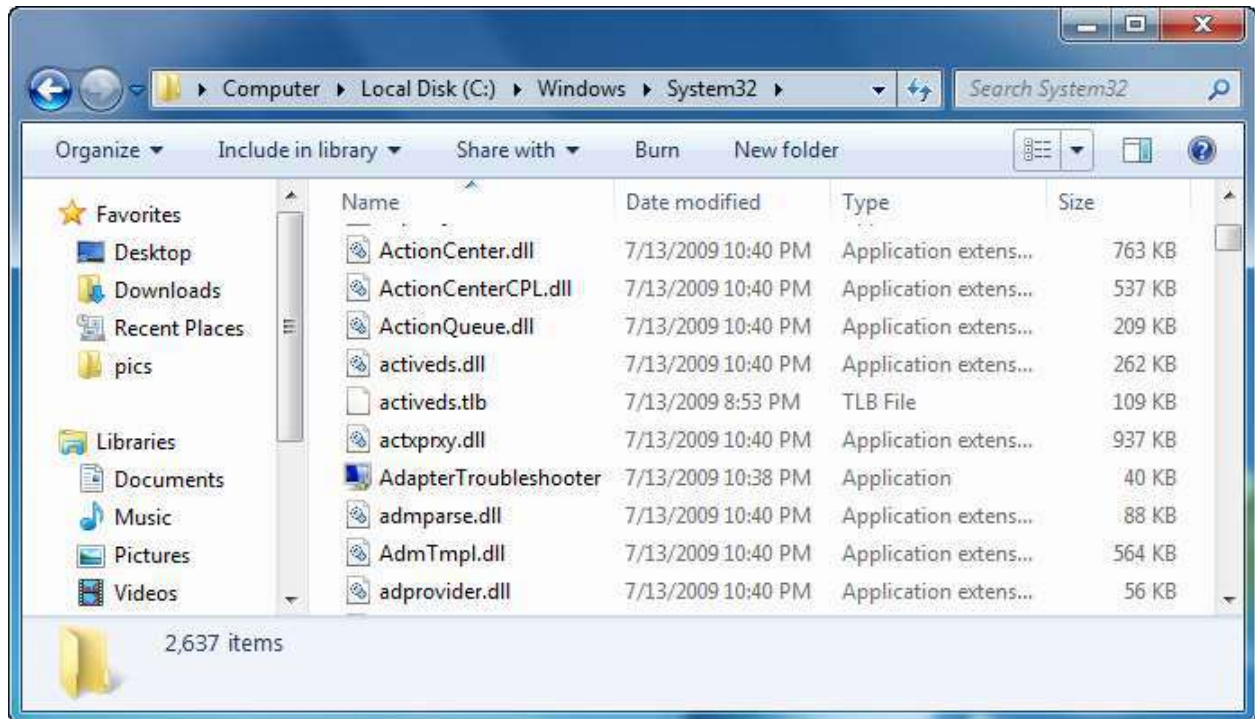 Computer Local Disk (C:) Windows System32 Search System32
Organize Include in library Share with Burn New folder
Favorites
Desktop
Downloads
Recent Places
pics
Libraries
Documents
Music
Pictures
Videos
Name Date modified Type Size
ActionCenter.dll 7/13/2009 10:40 PM Application extens... 763 KB
ActionCenterCPL.dll 7/13/2009 10:40 PM Application extens... 537 KB
ActionQueue.dll 7/13/2009 10:40 PM Application extens... 209 KB
activeds.dll 7/13/2009 10:40 PM Application extens... 262 KB
activeds.tlb 7/13/2009 8:53 PM TLB File 109 KB
actxprxy.dll 7/13/2009 10:40 PM Application extens... 937 KB
AdapterTroubleshooter 7/13/2009 10:38 PM Application 40 KB
admparse.dll 7/13/2009 10:40 PM Application extens... 88 KB
AdmTmpl.dll 7/13/2009 10:40 PM Application extens... 564 KB
adprovider.dll 7/13/2009 10:40 PM Application extens... 56 KB
2,637 items